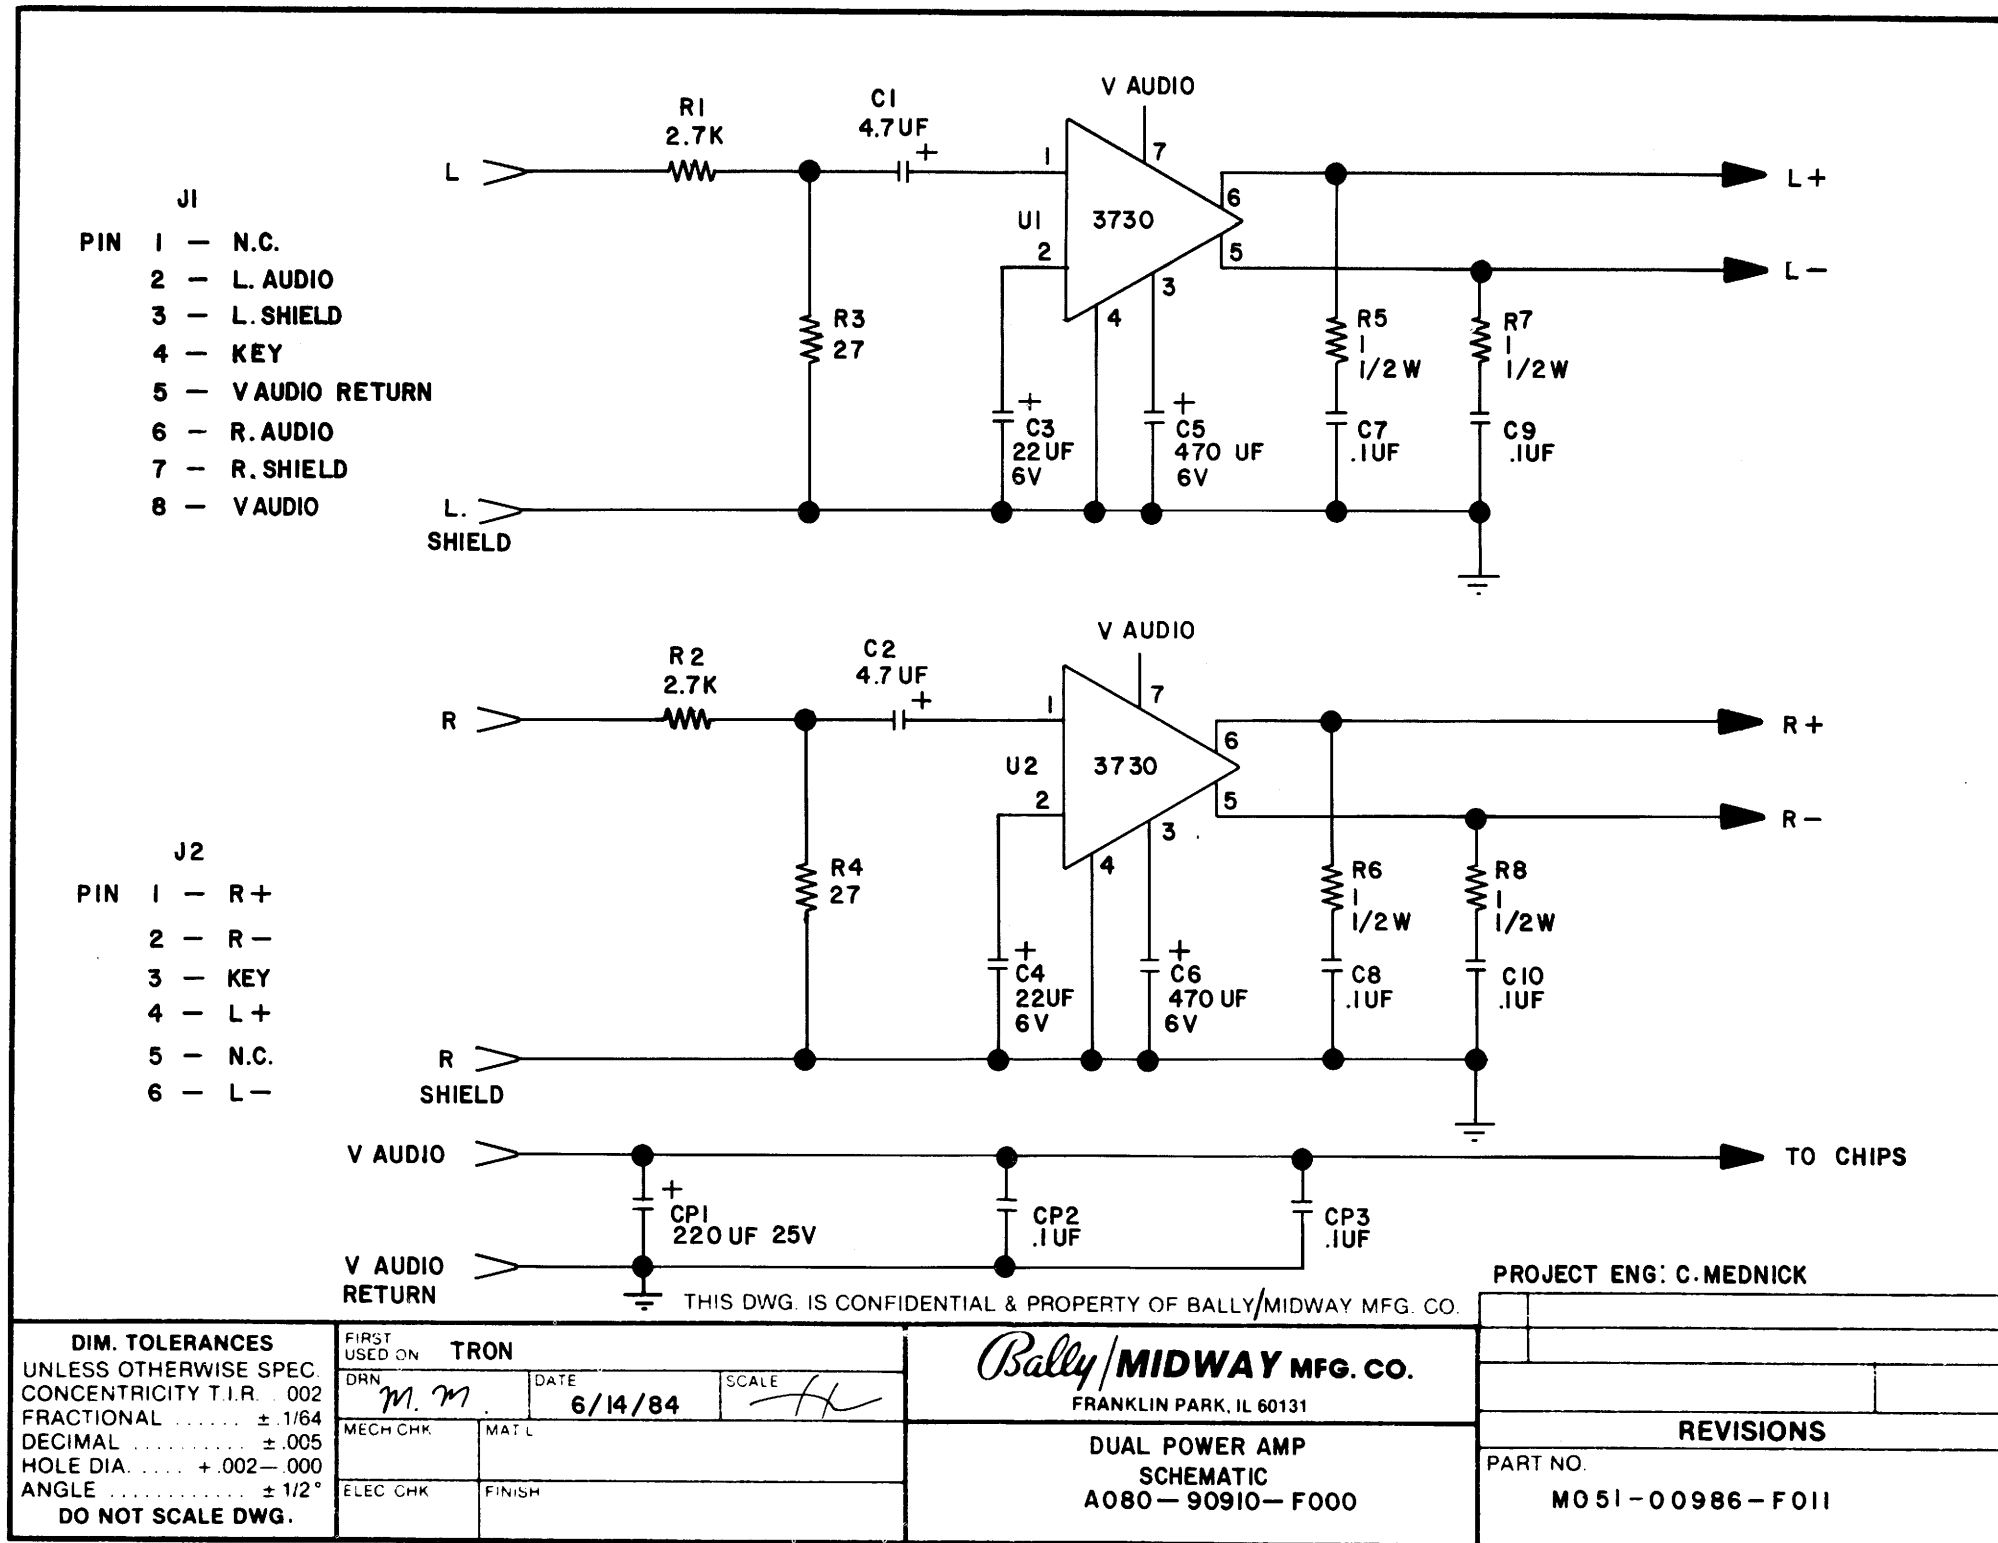 J1
PIN 1 — N.C.
2 — L. AUDIO
3 — L. SHIELD
4 — KEY
5 — V AUDIO RETURN
6 — R. AUDIO
7 — R. SHIELD
8 — V AUDIO
L
R1
2.7K
C1
4.7UF
+
V AUDIO
7
1
U1
3730
2
6
5
3
4
L+
L-
R3
27
+
C3
22UF
6V
+
C5
470 UF
6V
R5
1
1/2 W
C7
.1UF
R7
1
1/2 W
C9
.1UF
L.
SHIELD
J2
PIN 1 — R+
2 — R-
3 — KEY
4 — L+
5 — N.C.
6 — L-
R
R2
2.7K
C2
4.7 UF
+
V AUDIO
7
1
U2
3730
2
6
5
3
4
R+
R-
R4
27
+
C4
22UF
6V
+
C6
470 UF
6V
R6
1
1/2 W
C8
.1UF
R8
1
1/2W
C10
.1UF
R
SHIELD
V AUDIO
TO CHIPS
+
CP1
220 UF 25V
CP2
.1UF
CP3
.1UF
V AUDIO
RETURN
PROJECT ENG: C. MEDNICK
THIS DWG. IS CONFIDENTIAL & PROPERTY OF BALLY/MIDWAY MFG. CO.
DIM. TOLERANCES
UNLESS OTHERWISE SPEC.
CONCENTRICITY T.I.R. .002
FRACTIONAL ...... ± 1/64
DECIMAL .......... ± .005
HOLE DIA. .... + .002 — .000
ANGLE ............ ± 1/2°
DO NOT SCALE DWG.
FIRST
USED ON TRON
DRN M. M.
DATE 6/14/84
SCALE
MECH CHK
MAT'L
ELEC CHK
FINISH
Bally/MIDWAY MFG. CO.
FRANKLIN PARK, IL 60131
DUAL POWER AMP
SCHEMATIC
A080-90910-F000
REVISIONS
PART NO.
M051-00986-F011